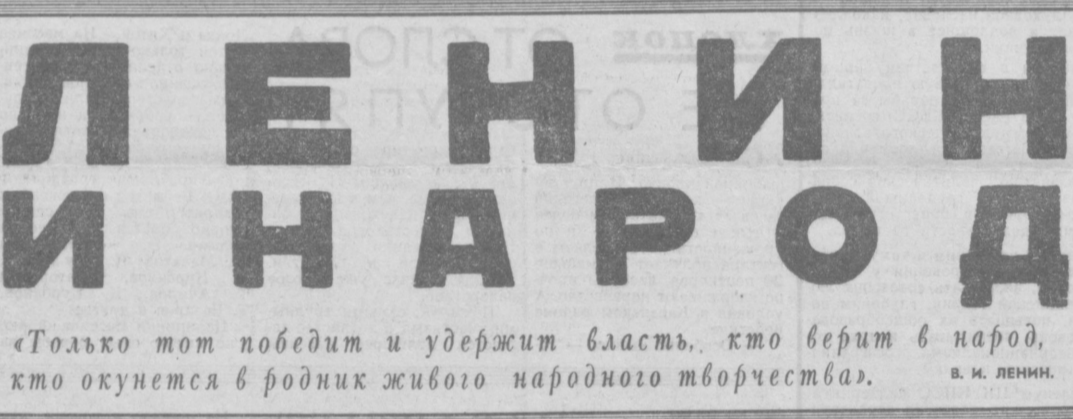 ЛЕНИН
И НАРОД
«Только тот победит и удержит власть, кто верит в народ,
кто окунется в родник живого народного творчества».
В. И. ЛЕНИН.